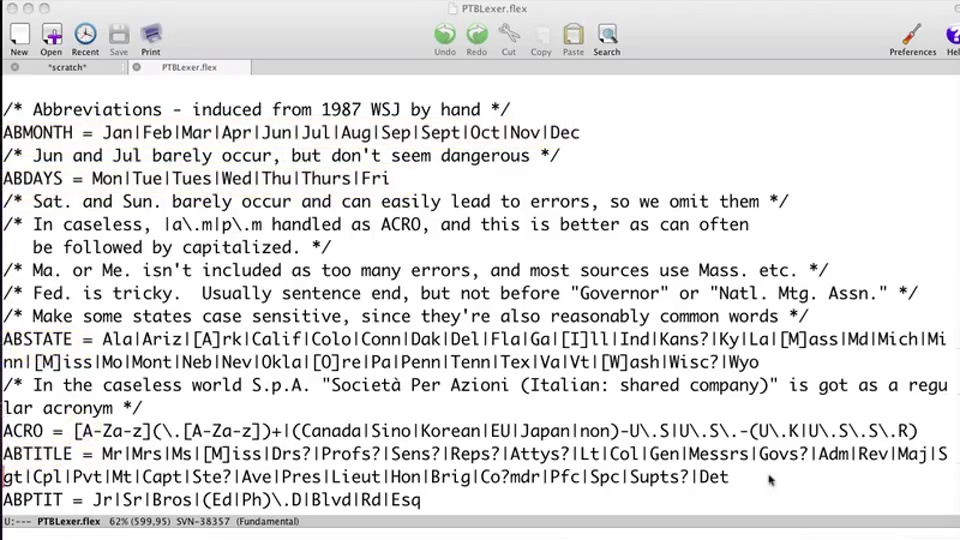 PTBLexer.flex
New Open Recent Save Print Undo Redo Cut Copy Paste Search Preferences Hel
*scratch* PTBLexer.flex
/* Abbreviations - induced from 1987 WSJ by hand */
ABMONTH = Jan|Feb|Mar|Apr|Jun|Jul|Aug|Sep|Sept|Oct|Nov|Dec
/* Jun and Jul barely occur, but don't seem dangerous */
ABDAYS = Mon|Tue|Tues|Wed|Thu|Thurs|Fri
/* Sat. and Sun. barely occur and can easily lead to errors, so we omit them */
/* In caseless, |a\.m|p\.m handled as ACRO, and this is better as can often
be followed by capitalized. */
/* Ma. or Me. isn't included as too many errors, and most sources use Mass. etc. */
/* Fed. is tricky.  Usually sentence end, but not before "Governor" or "Natl. Mtg. Assn." */
/* Make some states case sensitive, since they're also reasonably common words */
ABSTATE = Ala|Ariz|[A]rk|Calif|Colo|Conn|Dak|Del|Fla|Ga|[I]ll|Ind|Kans?|Ky|La|[M]ass|Md|Mich|Mi
nn|[M]iss|Mo|Mont|Neb|Nev|Okla|[O]re|Pa|Penn|Tenn|Tex|Va|Vt|[W]ash|Wisc?|Wyo
/* In the caseless world S.p.A. "Società Per Azioni (Italian: shared company)" is got as a regu
lar acronym */
ACRO = [A-Za-z](\.[A-Za-z])+|(Canada|Sino|Korean|EU|Japan|non)-U\.S|U\.S\.-(U\.K|U\.S\.S\.R)
ABTITLE = Mr|Mrs|Ms|[M]iss|Drs?|Profs?|Sens?|Reps?|Attys?|Lt|Col|Gen|Messrs|Govs?|Adm|Rev|Maj|S
gt|Cpl|Pvt|Mt|Capt|Ste?|Ave|Pres|Lieut|Hon|Brig|Co?mdr|Pfc|Spc|Supts?|Det
ABPTIT = Jr|Sr|Bros|(Ed|Ph)\.D|Blvd|Rd|Esq
U:--- PTBLexer.flex 62% (599,95) SVN-38357 (Fundamental)